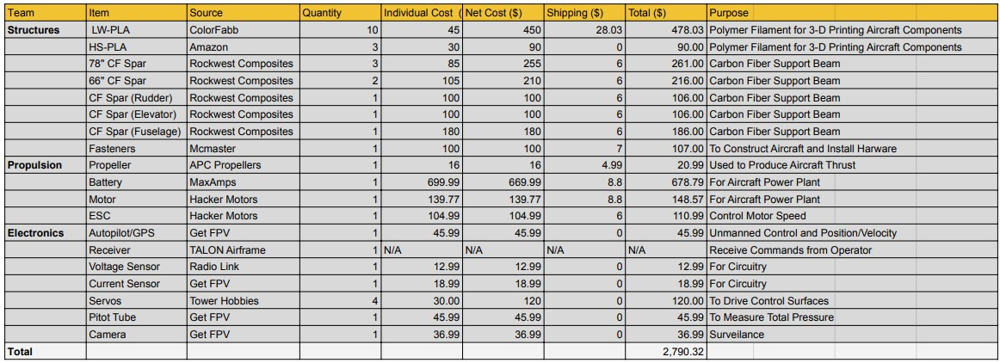 Team Item Source Quantity Individual Cost ( Net Cost ($) Shipping ($) Total ($) Purpose
Structures LW-PLA ColorFabb 10 45 450 28.03 478.03 Polymer Filament for 3-D Printing Aircraft Components
HS-PLA Amazon 3 30 90 0 90.00 Polymer Filament for 3-D Printing Aircraft Components
78" CF Spar Rockwest Composites 3 85 255 6 261.00 Carbon Fiber Support Beam
66" CF Spar Rockwest Composites 2 105 210 6 216.00 Carbon Fiber Support Beam
CF Spar (Rudder) Rockwest Composites 1 100 100 6 106.00 Carbon Fiber Support Beam
CF Spar (Elevator) Rockwest Composites 1 100 100 6 106.00 Carbon Fiber Support Beam
CF Spar (Fuselage) Rockwest Composites 1 180 180 6 186.00 Carbon Fiber Support Beam
Fasteners Mcmaster 1 100 100 7 107.00 To Construct Aircraft and Install Harware
Propulsion Propeller APC Propellers 1 16 16 4.99 20.99 Used to Produce Aircraft Thrust
Battery MaxAmps 1 699.99 669.99 8.8 678.79 For Aircraft Power Plant
Motor Hacker Motors 1 139.77 139.77 8.8 148.57 For Aircraft Power Plant
ESC Hacker Motors 1 104.99 104.99 6 110.99 Control Motor Speed
Electronics Autopilot/GPS Get FPV 1 45.99 45.99 0 45.99 Unmanned Control and Position/Velocity
Receiver TALON Airframe 1 N/A N/A N/A N/A Receive Commands from Operator
Voltage Sensor Radio Link 1 12.99 12.99 0 12.99 For Circuitry
Current Sensor Get FPV 1 18.99 18.99 0 18.99 For Circuitry
Servos Tower Hobbies 4 30.00 120 0 120.00 To Drive Control Surfaces
Pitot Tube Get FPV 1 45.99 45.99 0 45.99 To Measure Total Pressure
Camera Get FPV 1 36.99 36.99 0 36.99 Surveilance
Total 2,790.32